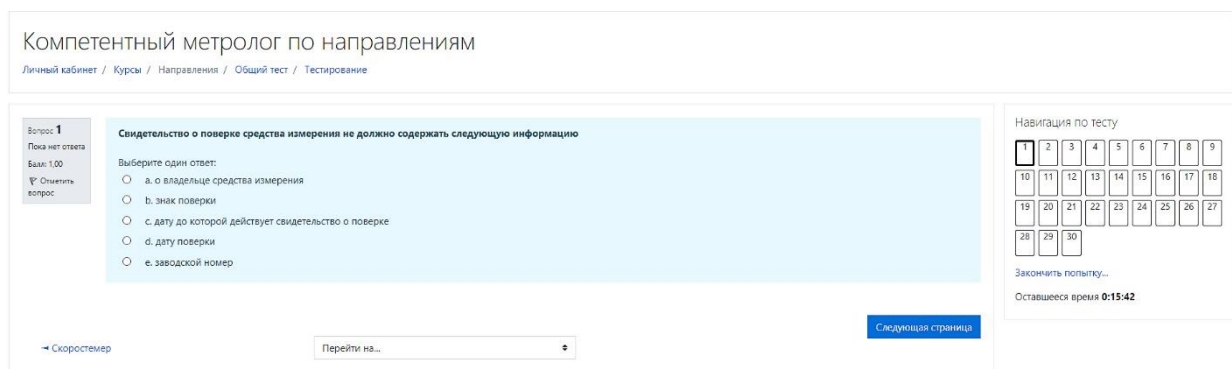 Компетентный метролог по направлениям
Личный кабинет / Курсы / Направления / Общий тест / Тестирование
Вопрос 1
Пока нет ответа
Балл: 1,00
Отметить
вопрос
Свидетельство о поверке средства измерения не должно содержать следующую информацию
Выберите один ответ:
a. о владельце средства измерения
b. знак поверки
c. дату до которой действует свидетельство о поверке
d. дату поверки
e. заводской номер
Следующая страница
◄ Скоростемер
Перейти на...
Навигация по тесту
1 2 3 4 5 6 7 8 9
10 11 12 13 14 15 16 17 18
19 20 21 22 23 24 25 26 27
28 29 30
Закончить попытку...
Оставшееся время 0:15:42